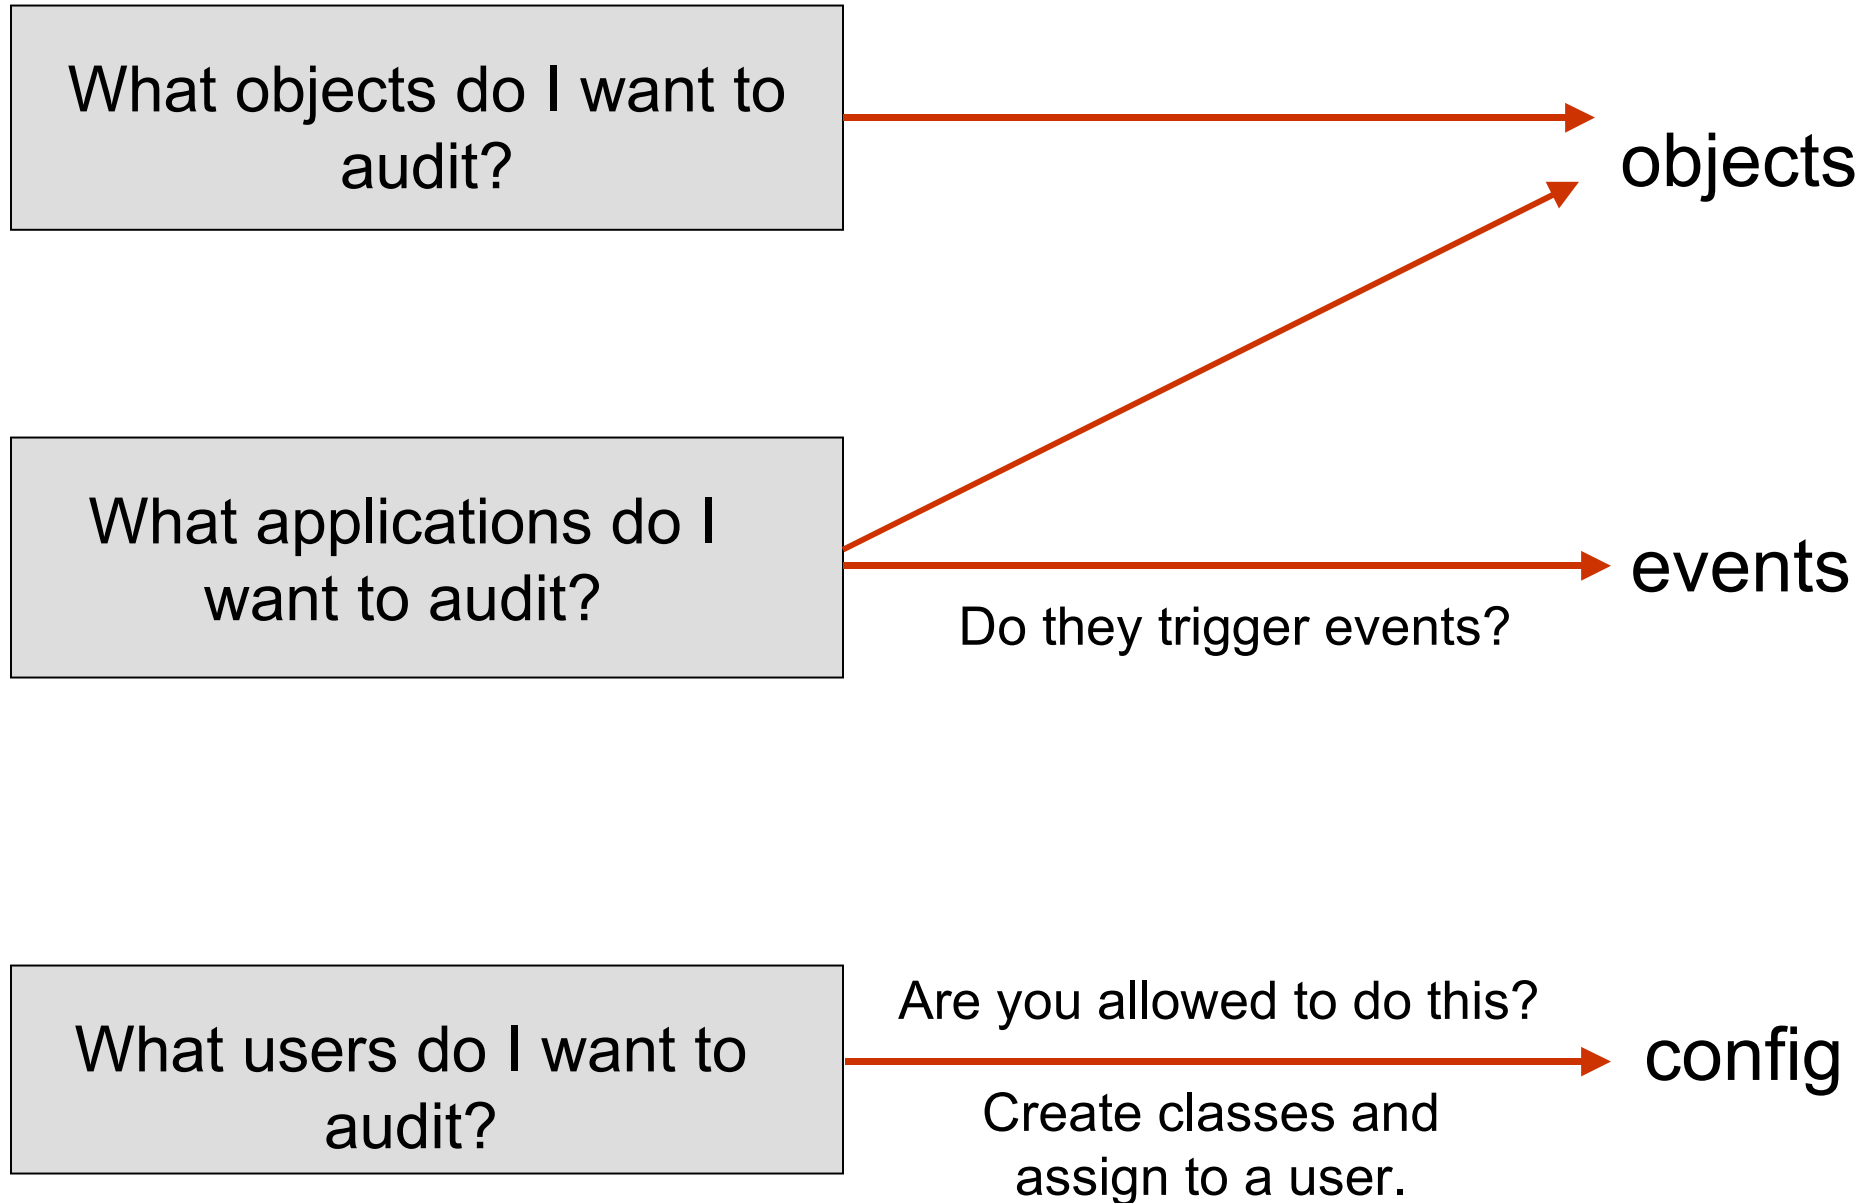 What objects do I want to
audit?
objects
What applications do I
want to audit?
events
Do they trigger events?
What users do I want to
audit?
Are you allowed to do this?
config
Create classes and
assign to a user.